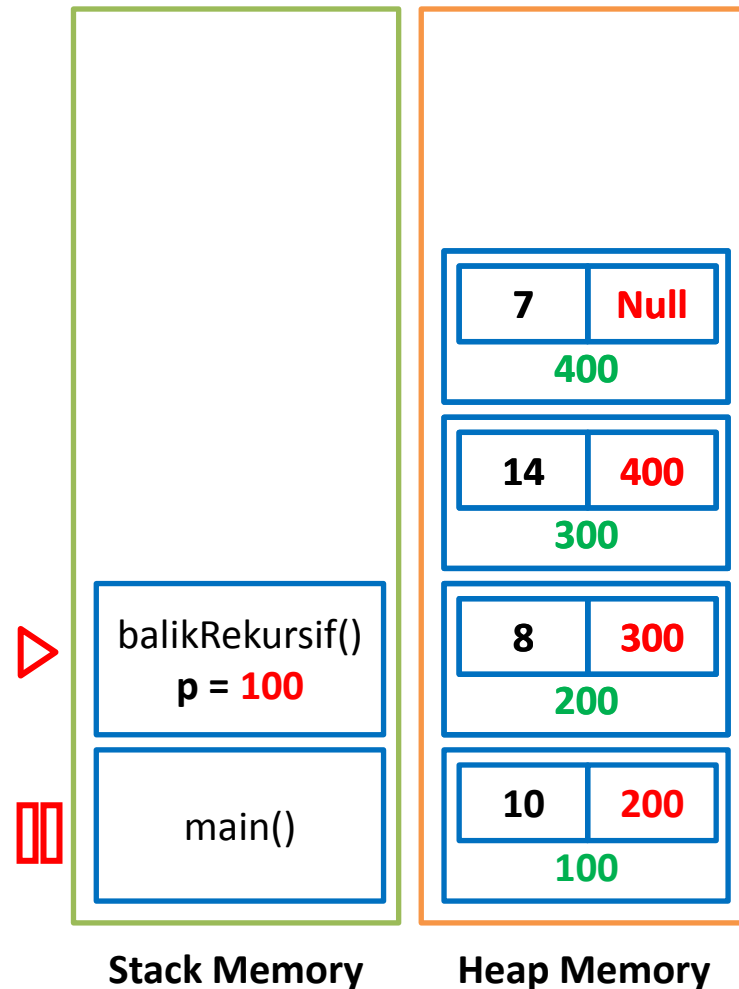 7 Null
400
14 400
300
balikRekursif()
p = 100
8 300
200
main()
10 200
100
Stack Memory
Heap Memory